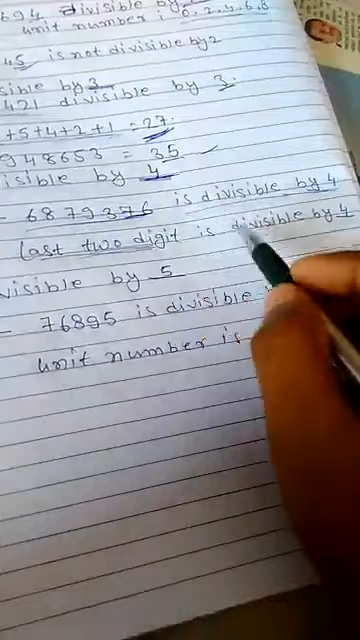 694 divisible by
unit number : 0, 2, 4, 6, 8
45 is not divisible by 2
sible by 3
421 divisible by 3.
+5+4+2+1 = 27
948653 = 35
isible by 4
- 6879376 is divisible by 4
last two digit is divisible by 4
visible by 5
- 76895 is divisible
unit number is